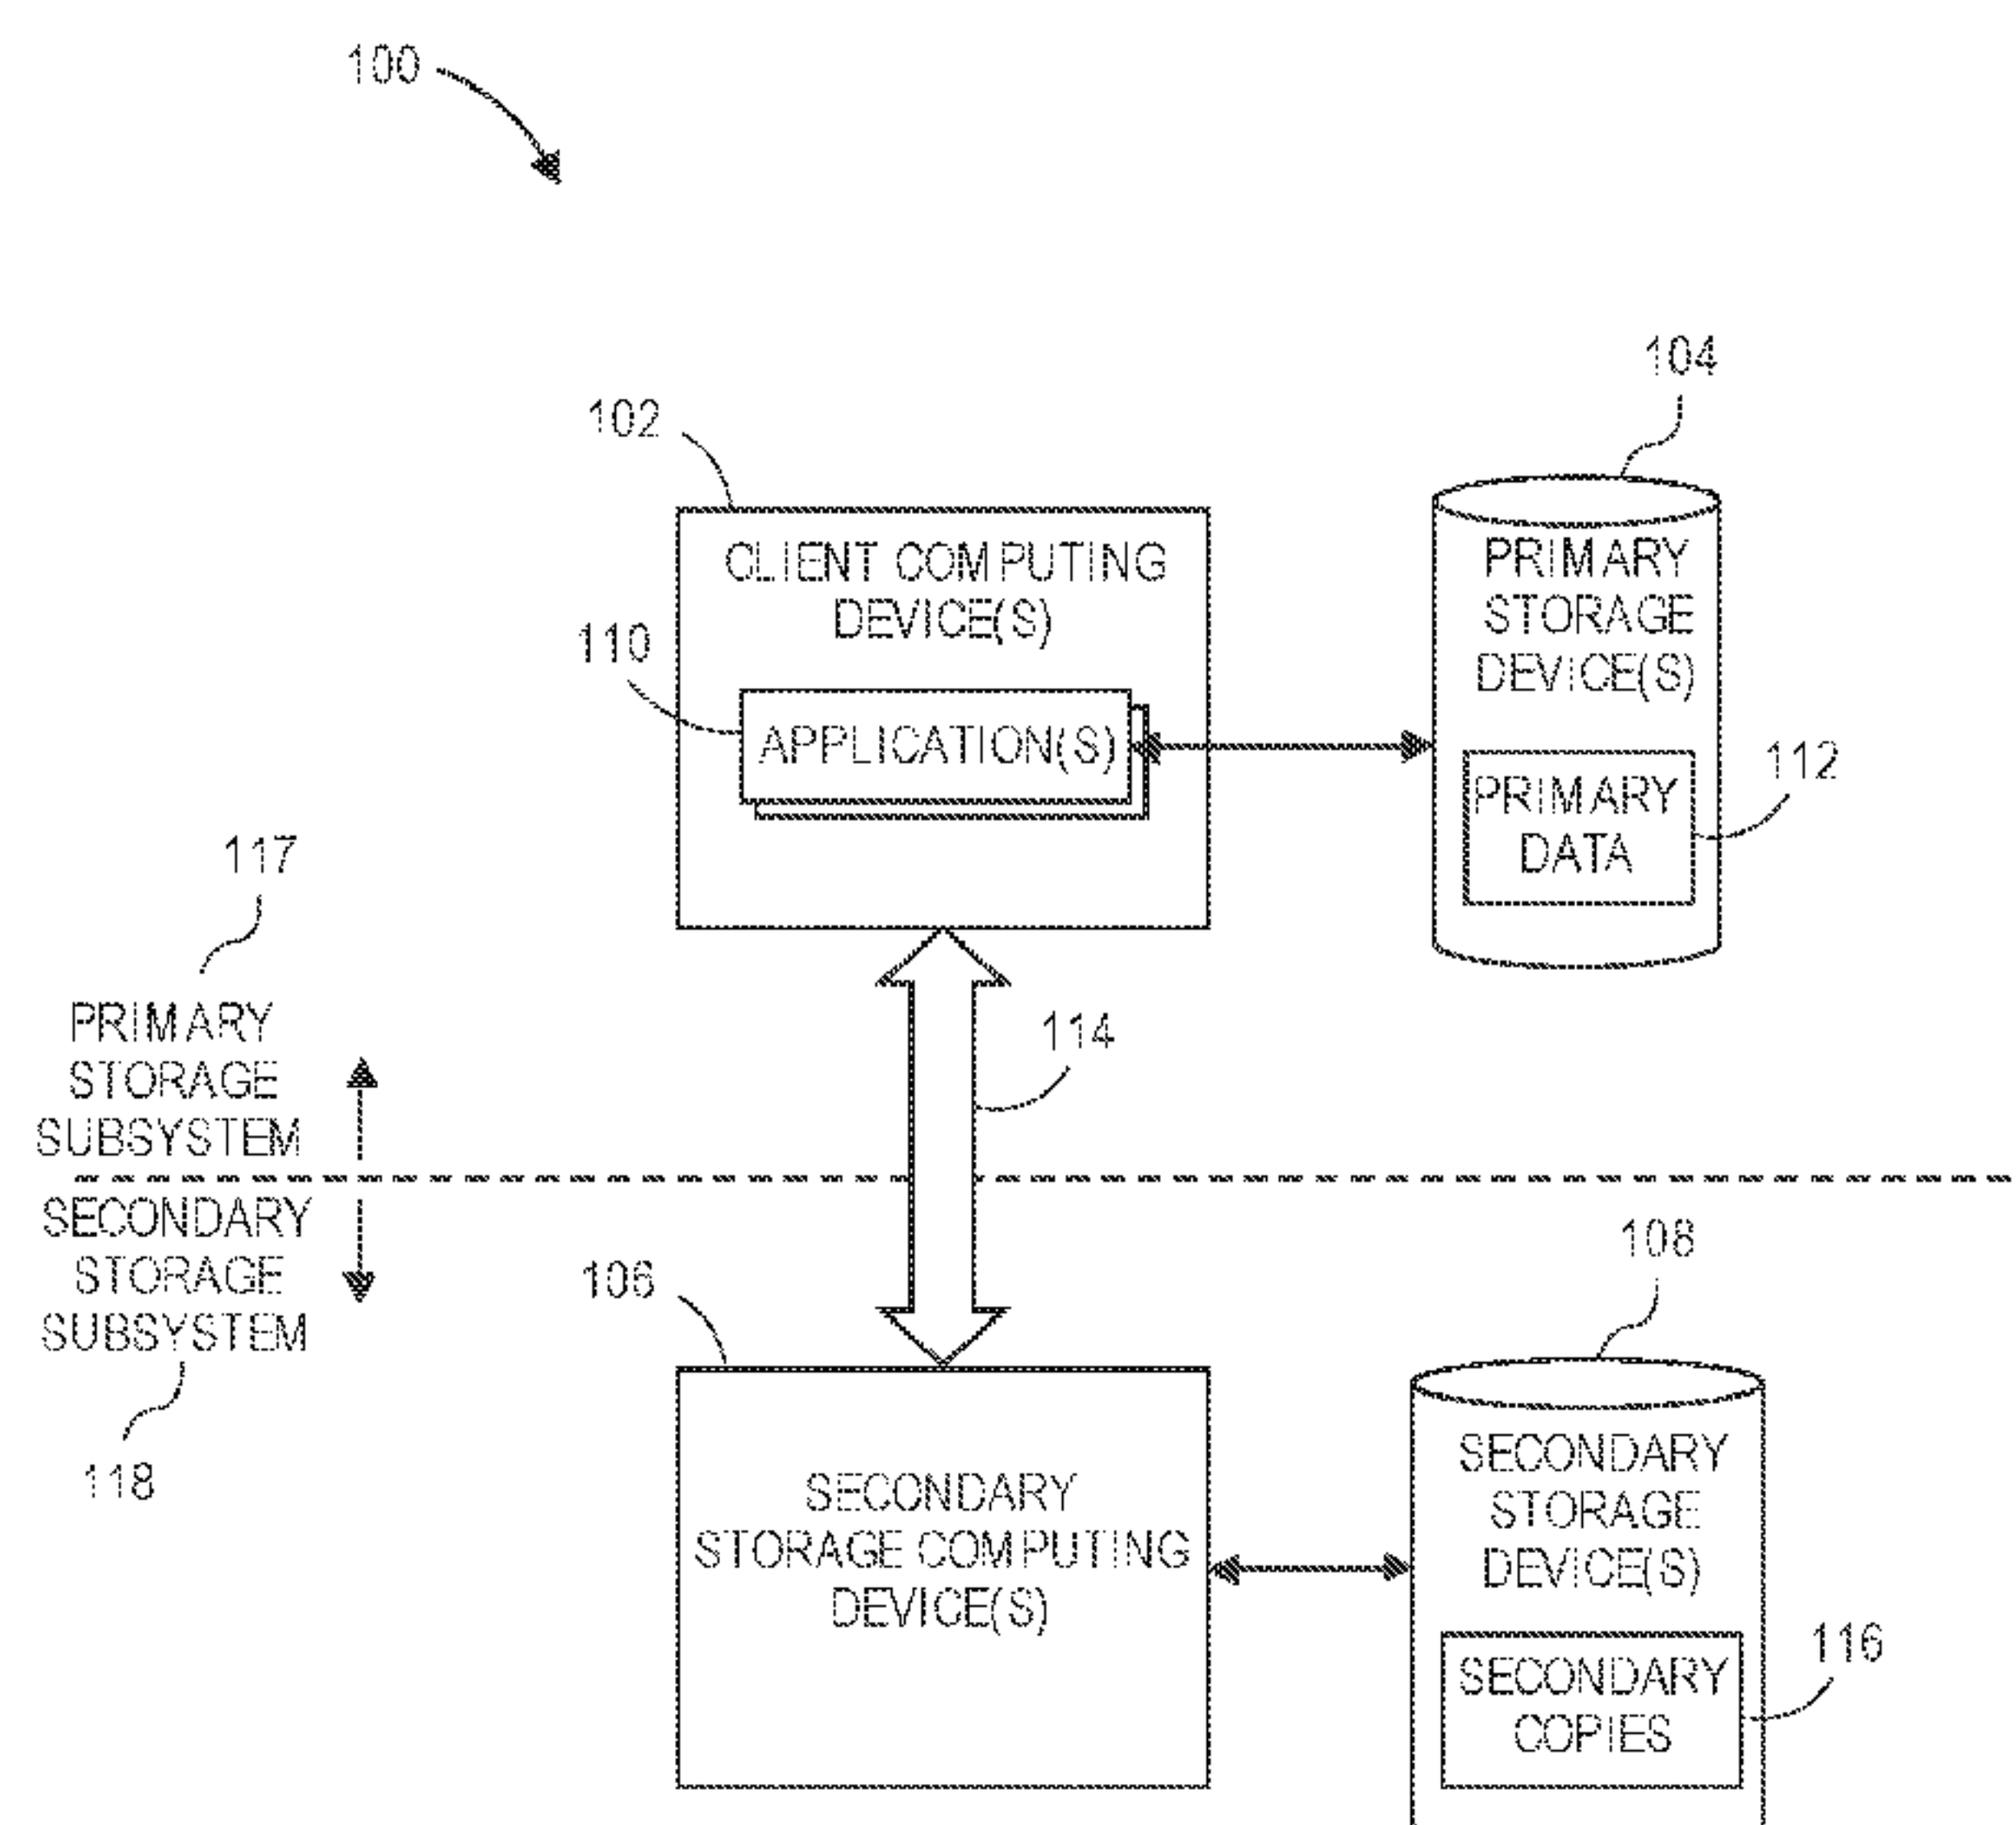 100
104
102
CLIENT COMPUTING
DEVICE(S)
110
APPLICATION(S)
PRIMARY
STORAGE
DEVICE(S)
112
PRIMARY
DATA
117
PRIMARY
STORAGE
SUBSYSTEM
114
SECONDARY
STORAGE
SUBSYSTEM
118
106
108
SECONDARY
STORAGE COMPUTING
DEVICE(S)
SECONDARY
STORAGE
DEVICE(S)
116
SECONDARY
COPIES